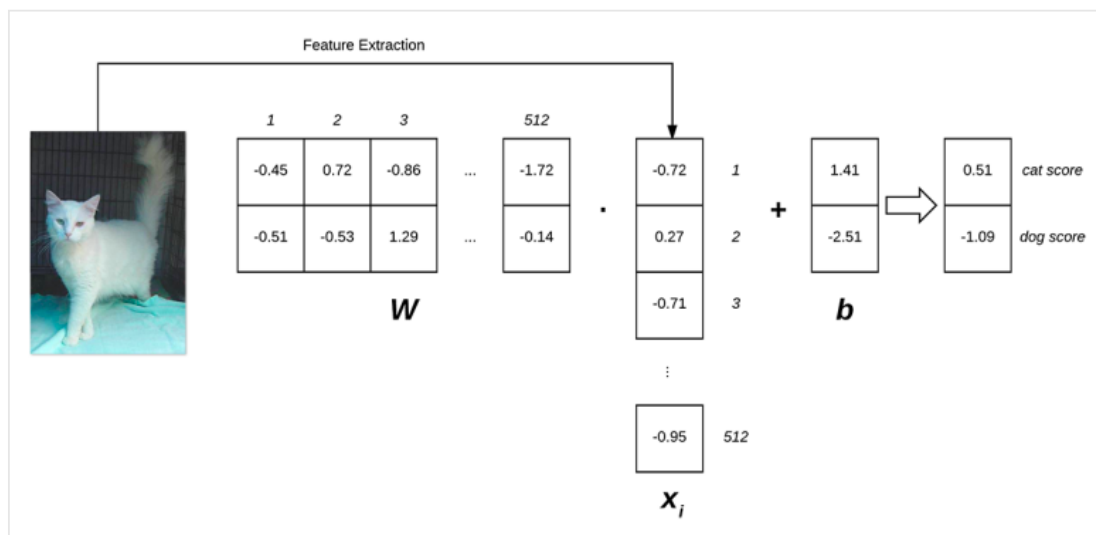 Feature Extraction
1 2 3 512
-0.45 0.72 -0.86 ... -1.72 -0.72 1 1.41 0.51 cat score
· +
-0.51 -0.53 1.29 ... -0.14 0.27 2 -2.51 -1.09 dog score
W -0.71 3 b
⋮
-0.95 512
x_i